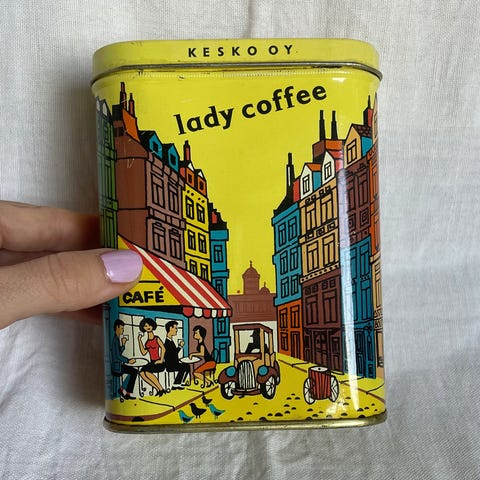 KESKO OY
lady coffee
CAFÉ